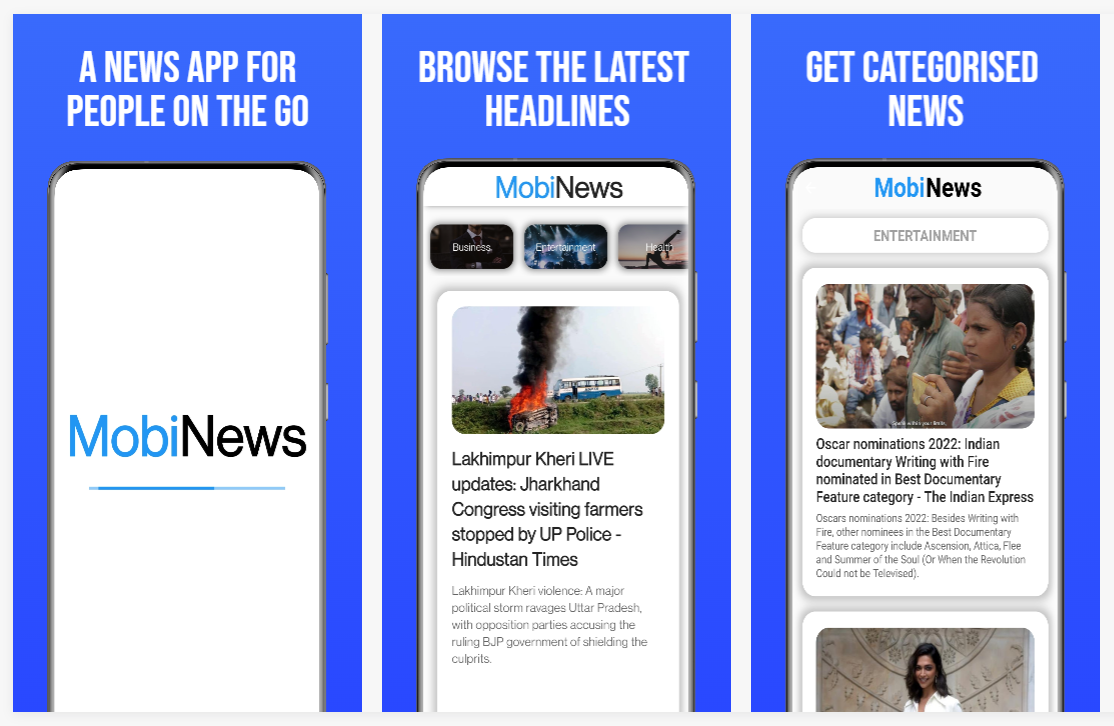 A NEWS APP FOR
PEOPLE ON THE GO
MobiNews
BROWSE THE LATEST
HEADLINES
MobiNews
Business
Entertainment
Health
Lakhimpur Kheri LIVE
updates: Jharkhand
Congress visiting farmers
stopped by UP Police -
Hindustan Times
Lakhimpur Kheri violence: A major
political storm ravages Uttar Pradesh,
with opposition parties accusing the
ruling BJP government of shielding the
culprits.
GET CATEGORISED
NEWS
MobiNews
ENTERTAINMENT
Oscar nominations 2022: Indian
documentary Writing with Fire
nominated in Best Documentary
Feature category - The Indian Express
Oscars nominations 2022: Besides Writing with
Fire, other nominees in the Best Documentary
Feature category include Ascension, Attica, Flee
and Summer of the Soul (Or When the Revolution
Could not be Televised).